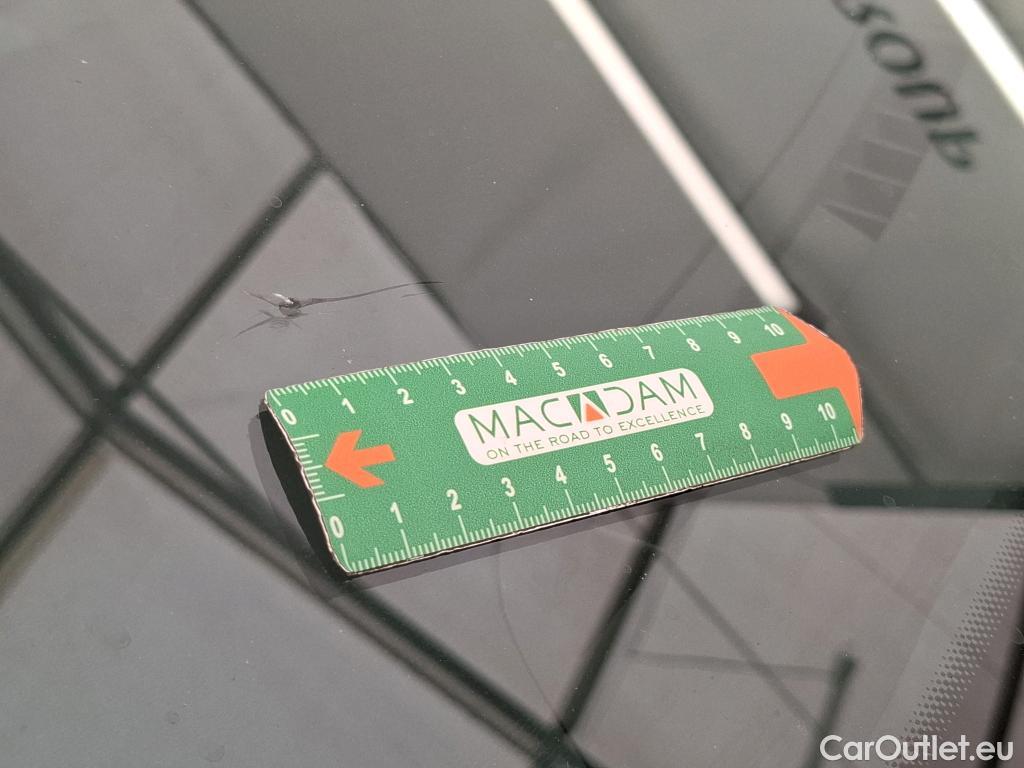 0 1 2 3 4 5 6 7 8 9 10
MACADAM
ON THE ROAD TO EXCELLENCE
0 1 2 3 4 5 6 7 8 9 10
CarOutlet.eu